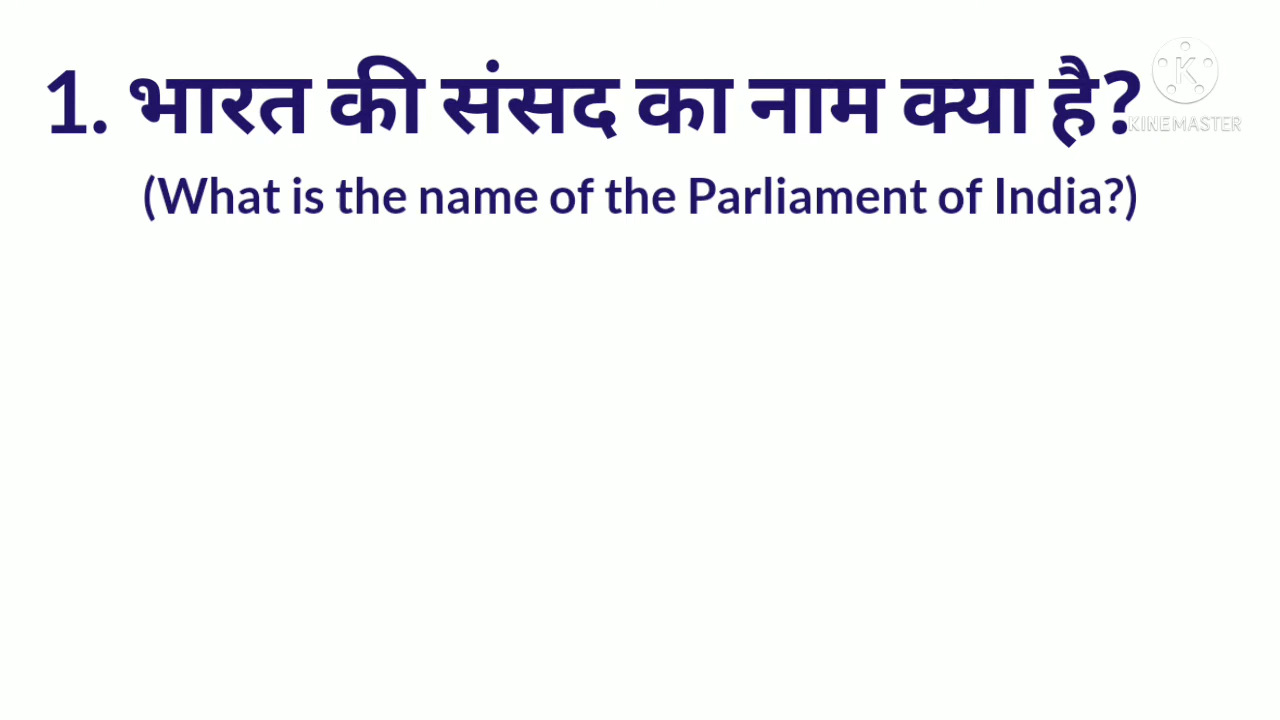 1. भारत की संसद का नाम क्या है?
(What is the name of the Parliament of India?)
K
KINEMASTER